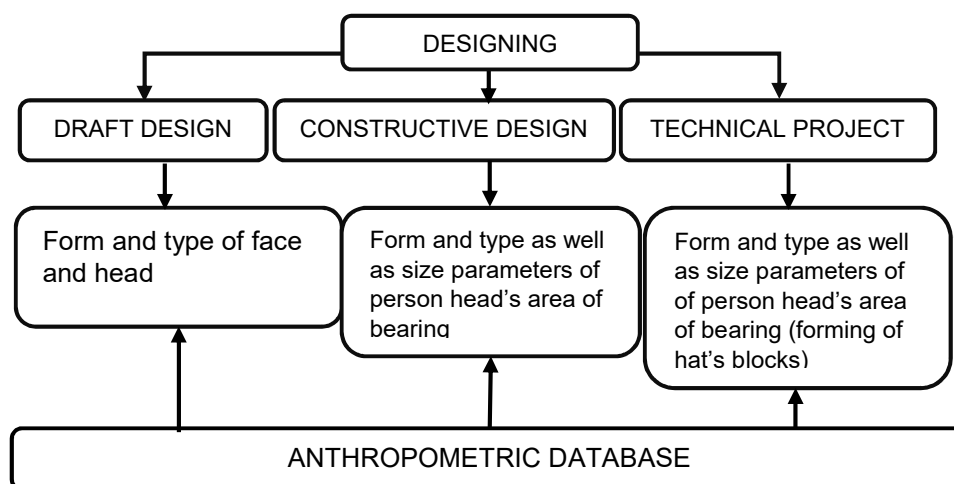 DESIGNING
DRAFT DESIGN
CONSTRUCTIVE DESIGN
TECHNICAL PROJECT
Form and type of face
and head
Form and type as well
as size parameters of
person head’s area of
bearing
Form and type as well
as size parameters of
of person head’s area
of bearing (forming of
hat’s blocks)
ANTHROPOMETRIC DATABASE